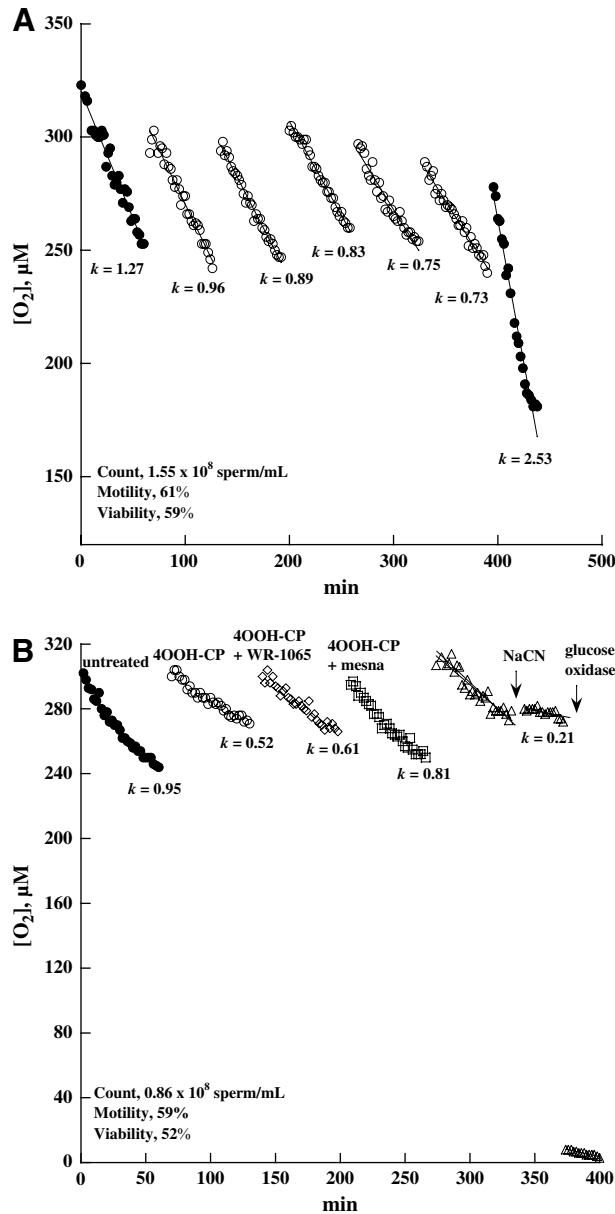 A
350
300
250
200
150
[O₂], µM
k = 1.27
k = 0.96
k = 0.89
k = 0.83
k = 0.75
k = 0.73
k = 2.53
Count, 1.55 x 10⁸ sperm/mL
Motility, 61%
Viability, 59%
0 100 200 300 400 500
min
B
320
280
240
200
160
120
80
40
0
[O₂], µM
untreated
4OOH-CP
4OOH-CP
+ WR-1065
4OOH-CP
+ mesna
NaCN
glucose
oxidase
k = 0.95
k = 0.52
k = 0.61
k = 0.81
k = 0.21
Count, 0.86 x 10⁸ sperm/mL
Motility, 59%
Viability, 52%
0 50 100 150 200 250 300 350 400
min